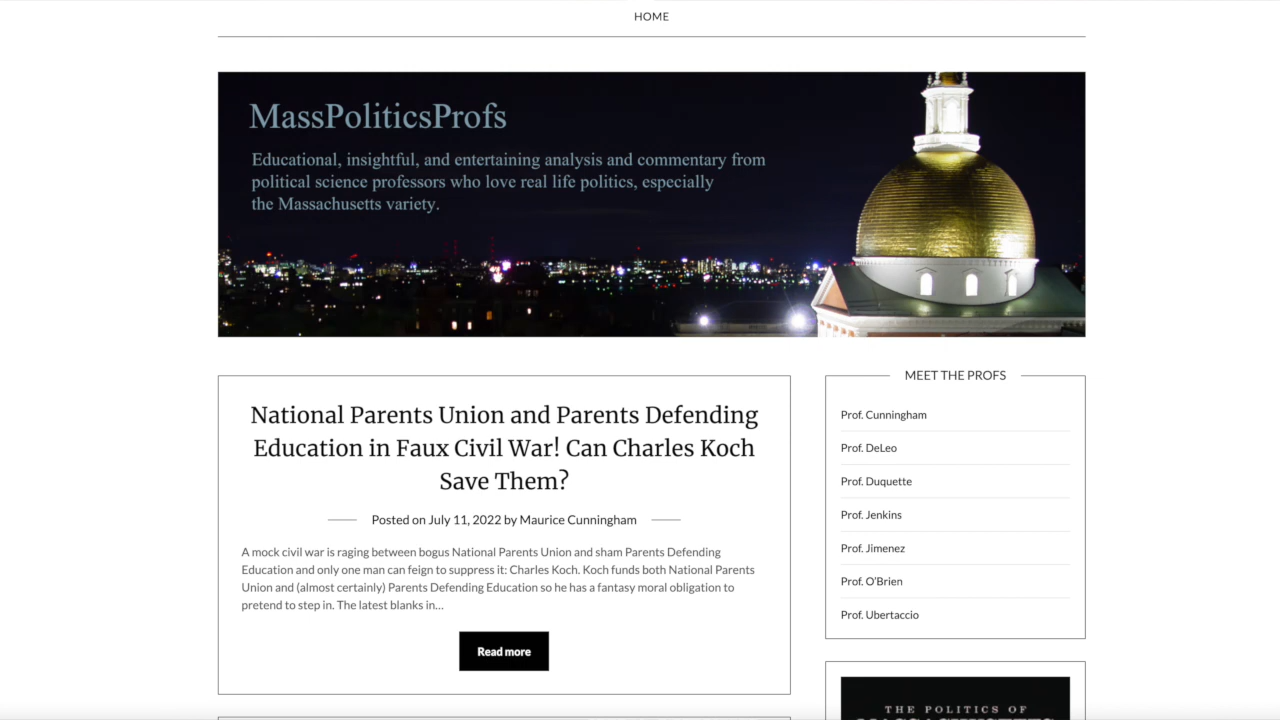 HOME
MassPoliticsProfs
Educational, insightful, and entertaining analysis and commentary from
political science professors who love real life politics, especially
the Massachusetts variety.
National Parents Union and Parents Defending
Education in Faux Civil War! Can Charles Koch
Save Them?
Posted on July 11, 2022 by Maurice Cunningham
A mock civil war is raging between bogus National Parents Union and sham Parents Defending
Education and only one man can feign to suppress it: Charles Koch. Koch funds both National Parents
Union and (almost certainly) Parents Defending Education so he has a fantasy moral obligation to
pretend to step in. The latest blanks in...
Read more
MEET THE PROFS
Prof. Cunningham
Prof. DeLeo
Prof. Duquette
Prof. Jenkins
Prof. Jimenez
Prof. O'Brien
Prof. Ubertaccio
THE POLITICS OF